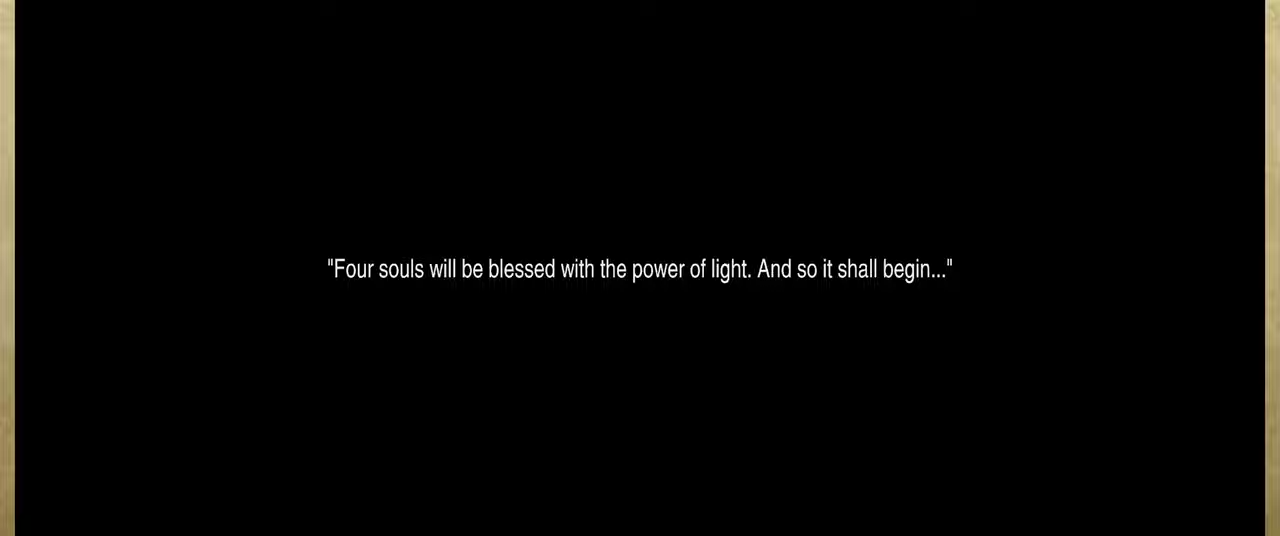 "Four souls will be blessed with the power of light. And so it shall begin..."